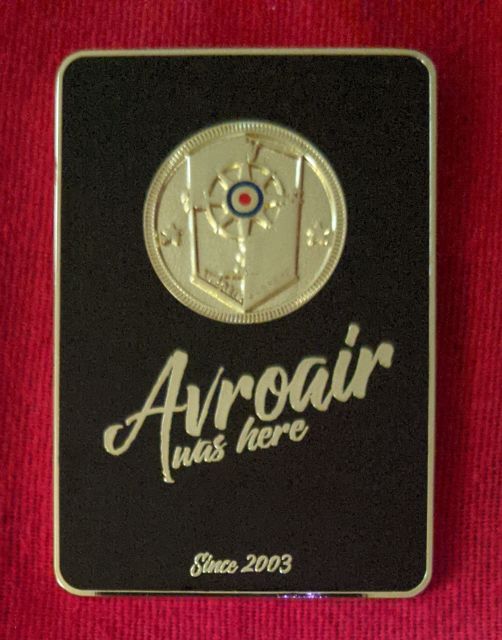 Avroair
was here
Since 2003